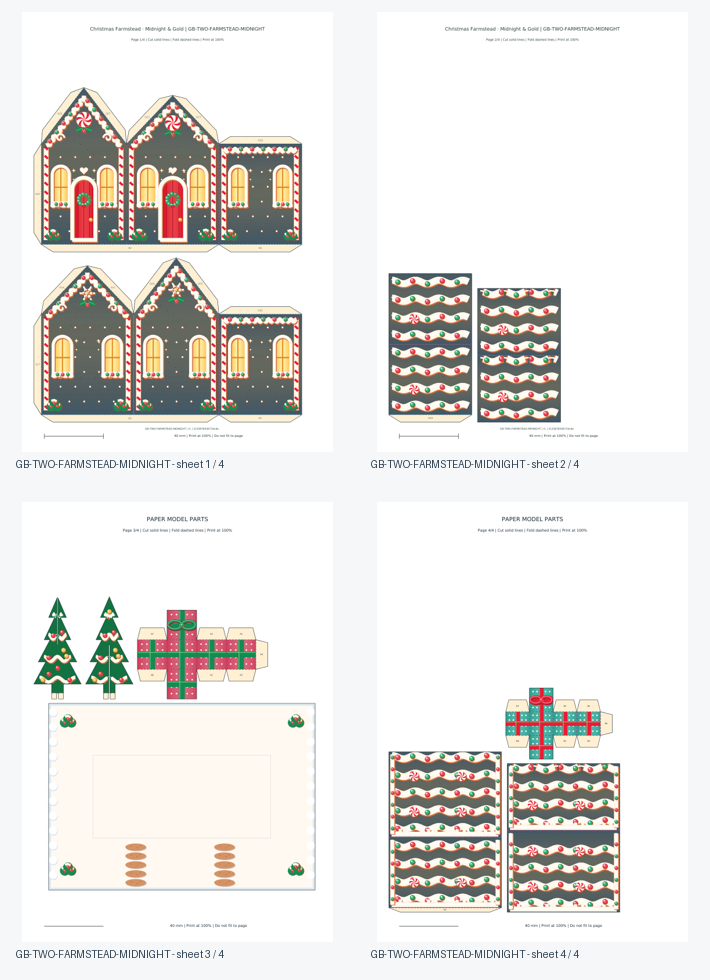 Christmas Farmstead · Midnight & Gold | GB-TWO-FARMSTEAD-MIDNIGHT
Page 1/4 | Cut solid lines | Fold dashed lines | Print at 100%
40 mm | Print at 100% | Do not fit to page
GB-TWO-FARMSTEAD-MIDNIGHT - sheet 1 / 4
Christmas Farmstead · Midnight & Gold | GB-TWO-FARMSTEAD-MIDNIGHT
Page 2/4 | Cut solid lines | Fold dashed lines | Print at 100%
40 mm | Print at 100% | Do not fit to page
GB-TWO-FARMSTEAD-MIDNIGHT - sheet 2 / 4
PAPER MODEL PARTS
Page 3/4 | Cut solid lines | Fold dashed lines | Print at 100%
40 mm | Print at 100% | Do not fit to page
GB-TWO-FARMSTEAD-MIDNIGHT - sheet 3 / 4
PAPER MODEL PARTS
Page 4/4 | Cut solid lines | Fold dashed lines | Print at 100%
40 mm | Print at 100% | Do not fit to page
GB-TWO-FARMSTEAD-MIDNIGHT - sheet 4 / 4